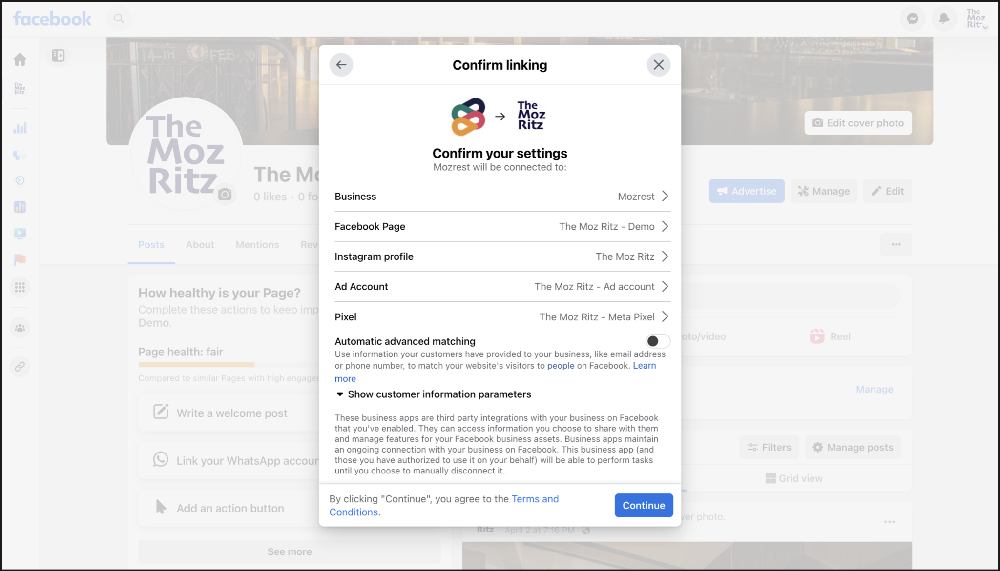 facebook
The
Moz
Ritz
The
Moz
Ritz
14TH FEB.
Edit cover photo
The
Moz
Ritz
The
0 likes · 0
Advertise
Manage
Edit
Posts
About
Mentions
How healthy is your Page?
Complete these actions to keep
Demo.
Page health: fair
Compared to similar Pages with high
Write a welcome post
Link your WhatsApp
Add an action button
See more
Confirm linking
The
Moz
Ritz
Confirm your settings
Mozrest will be connected to:
Business Mozrest
Facebook Page The Moz Ritz - Demo
Instagram profile The Moz Ritz
Ad Account The Moz Ritz - Ad account
Pixel The Moz Ritz - Meta Pixel
Automatic advanced matching
Use information your customers have provided to your business, like email address
or phone number, to match your website's visitors to people on Facebook. Learn
more
Show customer information parameters
These business apps are third party integrations with your business on Facebook
that you've enabled. They can access information you choose to share with them
and manage features for your Facebook business assets. Business apps maintain
an ongoing connection with your business on Facebook. This business app (and
those you have authorized to use it on your behalf) will be able to perform tasks
until you choose to manually disconnect it.
By clicking "Continue", you agree to the Terms and
Conditions.
Continue
oto/video
Reel
Manage
Filters
Manage posts
Grid view
ver photo.
Ritz
April 2 at 7:16 PM ·